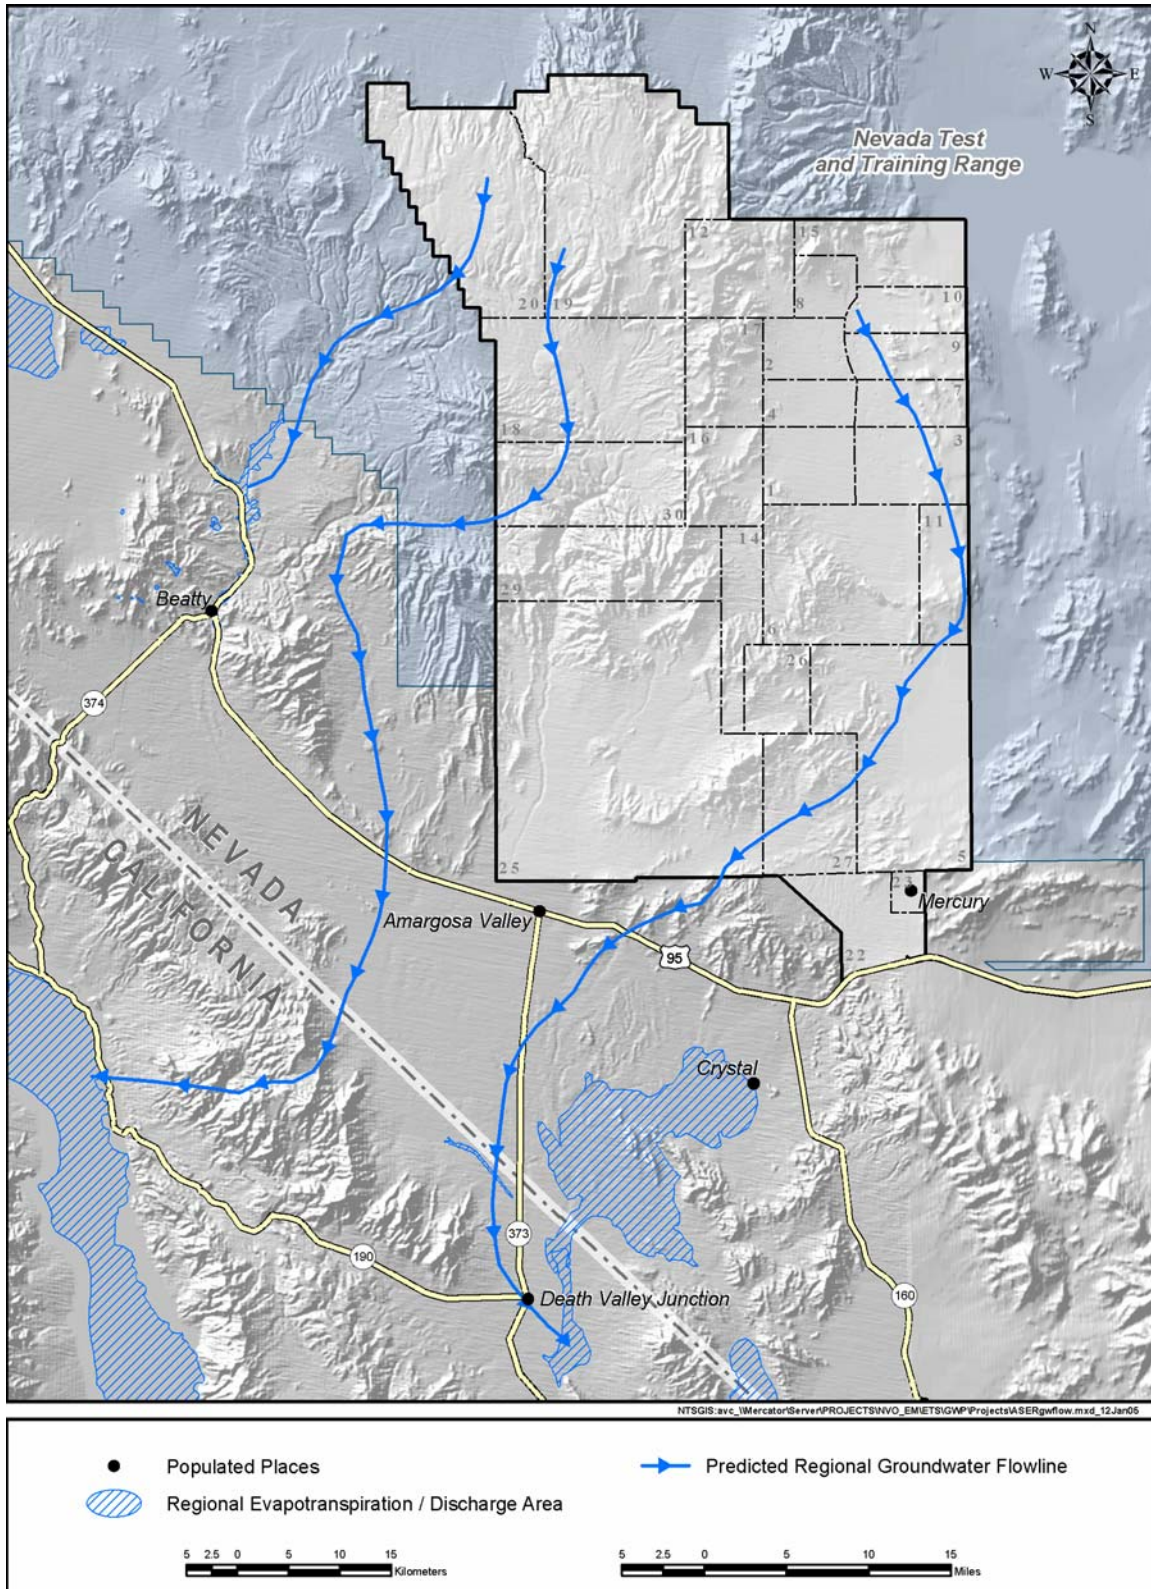 N
W
E
S
Nevada Test
and Training Range
12
15
20
19
8
10
9
2
7
4
18
16
3
1
30
14
11
29
6
26
Beatty
374
NEVADA
CALIFORNIA
25
27
5
23
Mercury
Amargosa Valley
95
22
Crystal
373
190
Death Valley Junction
160
NTSGIS:avc_\\Mercator\Server\PROJECTS\NVO_EM\ETS\GWP\Projects\ASERgwflow.mxd_12Jan05
Populated Places
Predicted Regional Groundwater Flowline
Regional Evapotranspiration / Discharge Area
5 2.5 0 5 10 15
Kilometers
5 2.5 0 5 10 15
Miles